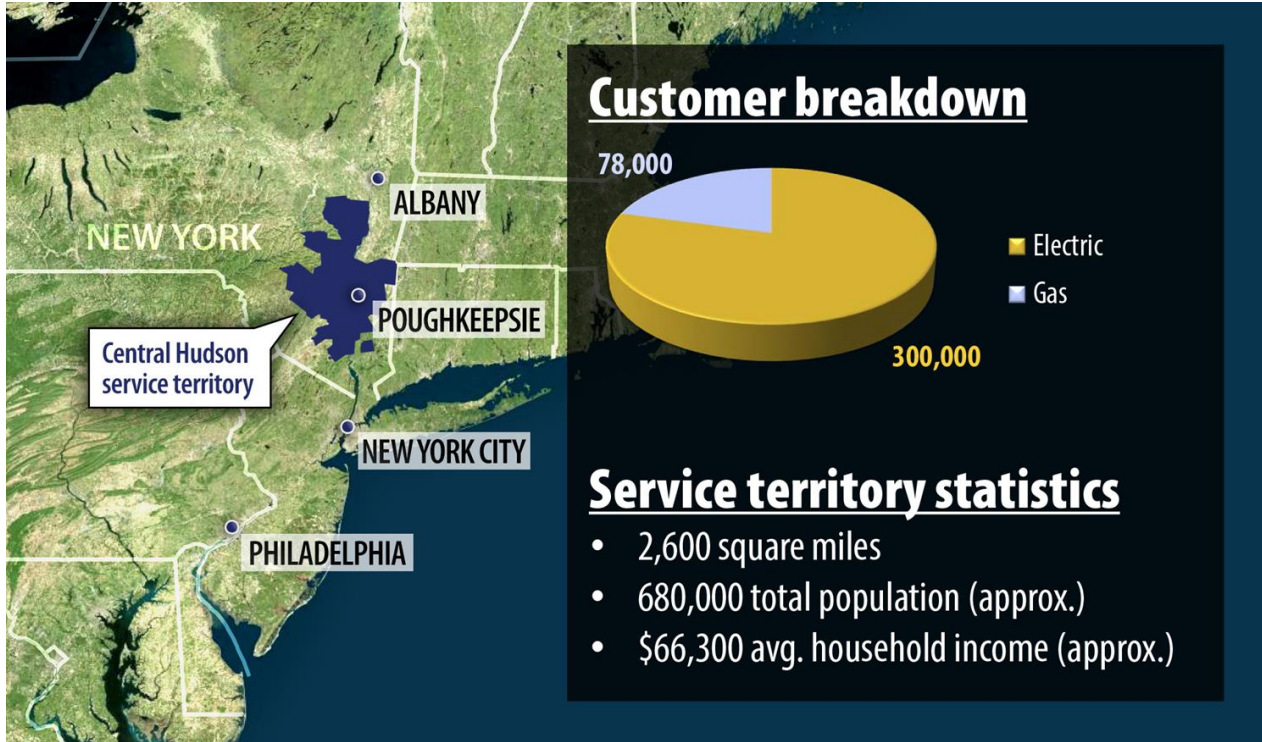 ALBANY
NEW YORK
POUGHKEEPSIE
Central Hudson
service territory
NEW YORK CITY
PHILADELPHIA
Customer breakdown
78,000
Electric
Gas
300,000
Service territory statistics
• 2,600 square miles
• 680,000 total population (approx.)
• $66,300 avg. household income (approx.)